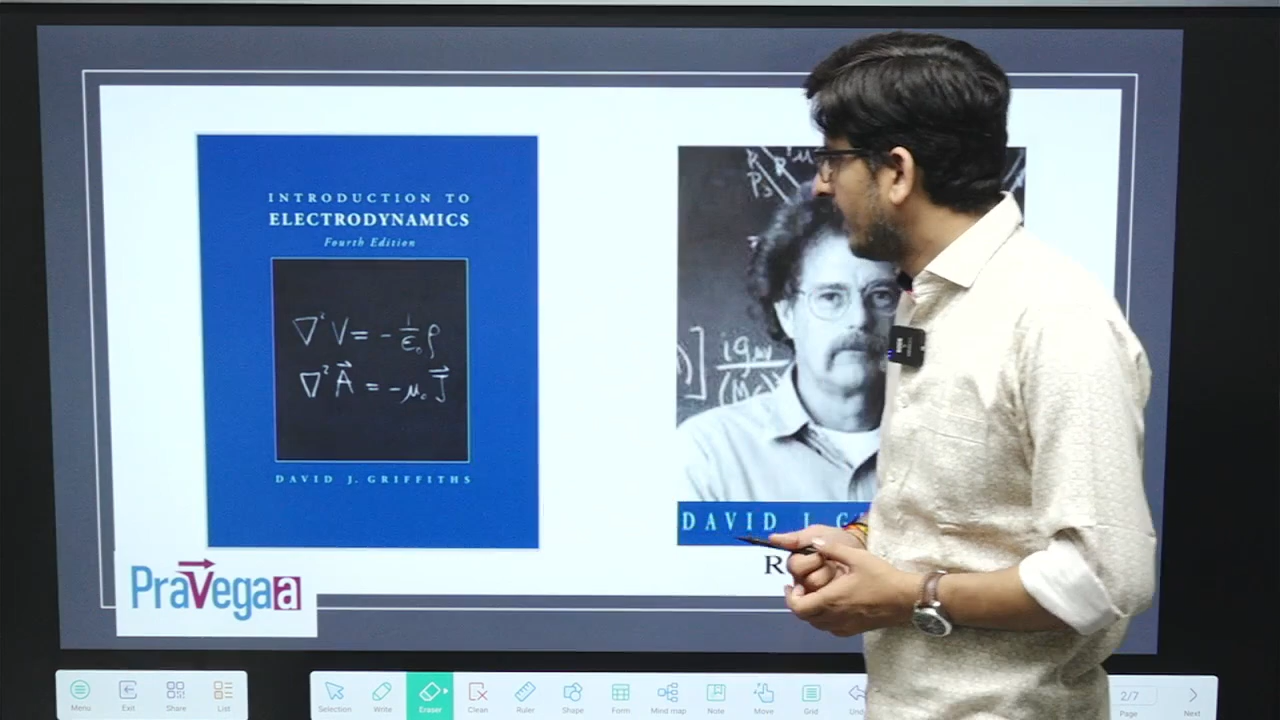 INTRODUCTION TO
ELECTRODYNAMICS
Fourth Edition
∇²V = -1/ε₀ ρ
∇²A⃗ = -μ₀ J⃗
DAVID J. GRIFFITHS
DAVID J.
R
PraVegaa
Menu
Exit
Share
List
Selection
Write
Eraser
Clean
Ruler
Shape
Form
Mind map
Note
Move
Grid
2/7
Page
Next